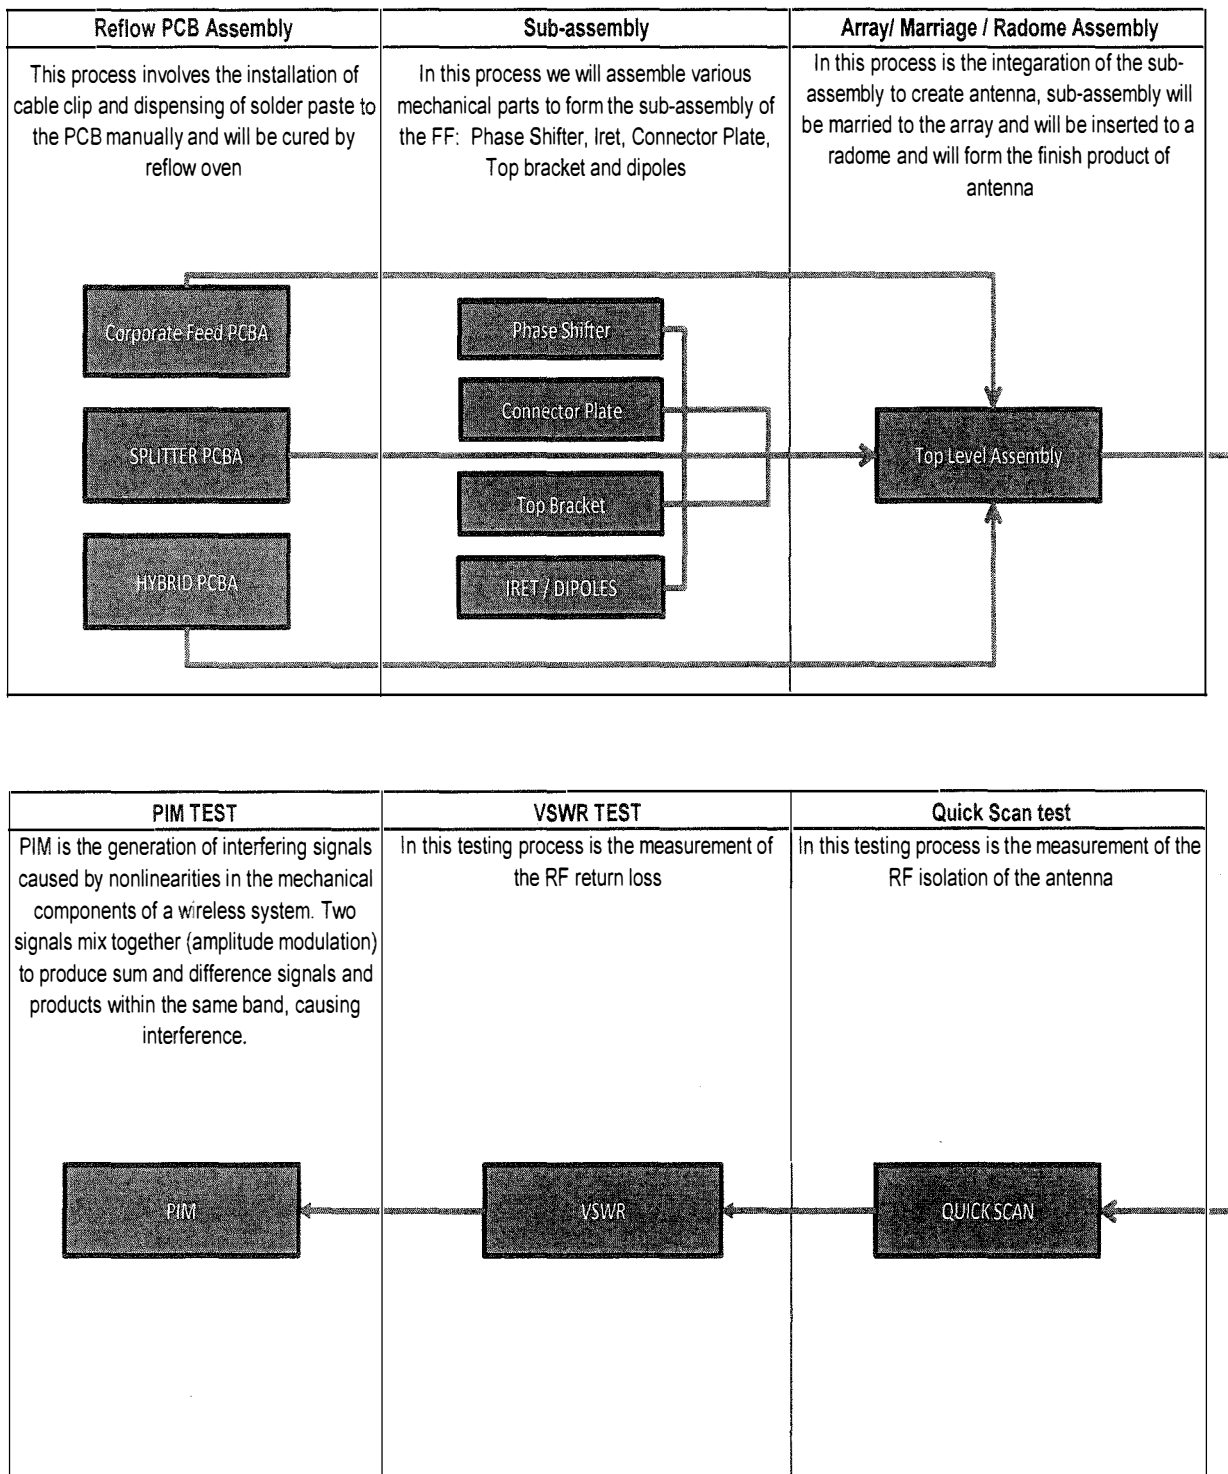 Reflow PCB Assembly
This process involves the installation of
cable clip and dispensing of solder paste to
the PCB manually and will be cured by
reflow oven
Sub-assembly
In this process we will assemble various
mechanical parts to form the sub-assembly of
the FF: Phase Shifter, Iret, Connector Plate,
Top bracket and dipoles
Array/ Marriage / Radome Assembly
In this process is the integaration of the sub-
assembly to create antenna, sub-assembly will
be married to the array and will be inserted to a
radome and will form the finish product of
antenna
Corporate Feed PCBA
SPLITTER PCBA
HYBRID PCBA
Phase Shifter
Connector Plate
Top Bracket
IRET / DIPOLES
Top Level Assembly
PIM TEST
PIM is the generation of interfering signals
caused by nonlinearities in the mechanical
components of a wireless system. Two
signals mix together (amplitude modulation)
to produce sum and difference signals and
products within the same band, causing
interference.
VSWR TEST
In this testing process is the measurement of
the RF return loss
Quick Scan test
In this testing process is the measurement of the
RF isolation of the antenna
PIM
VSWR
QUICK SCAN